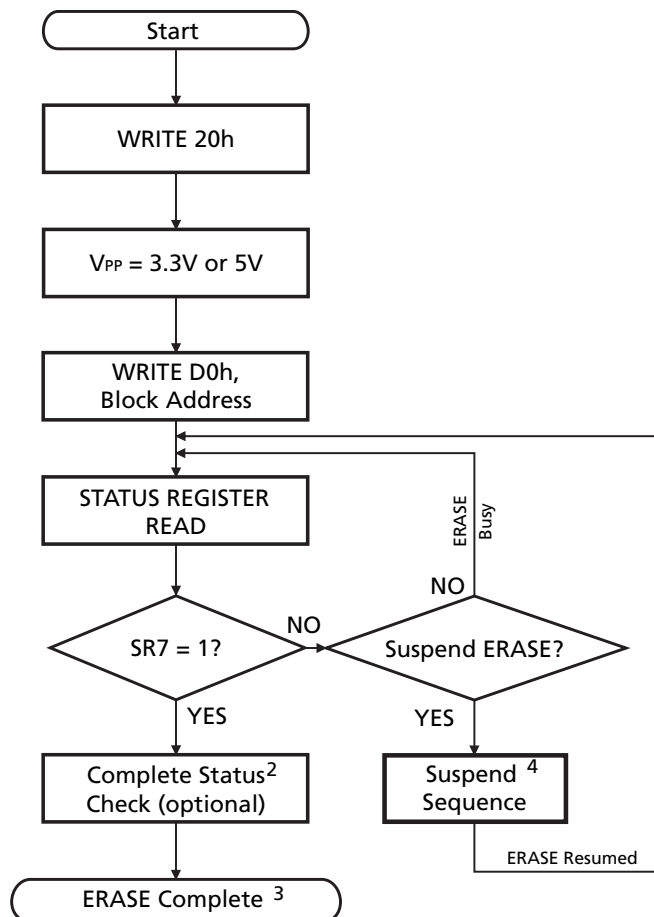 Start
WRITE 20h
VPP = 3.3V or 5V
WRITE D0h,
Block Address
STATUS REGISTER
READ
ERASE
Busy
NO
SR7 = 1?
NO
Suspend ERASE?
YES
YES
Complete Status2
Check (optional)
Suspend 4
Sequence
ERASE Resumed
ERASE Complete 3